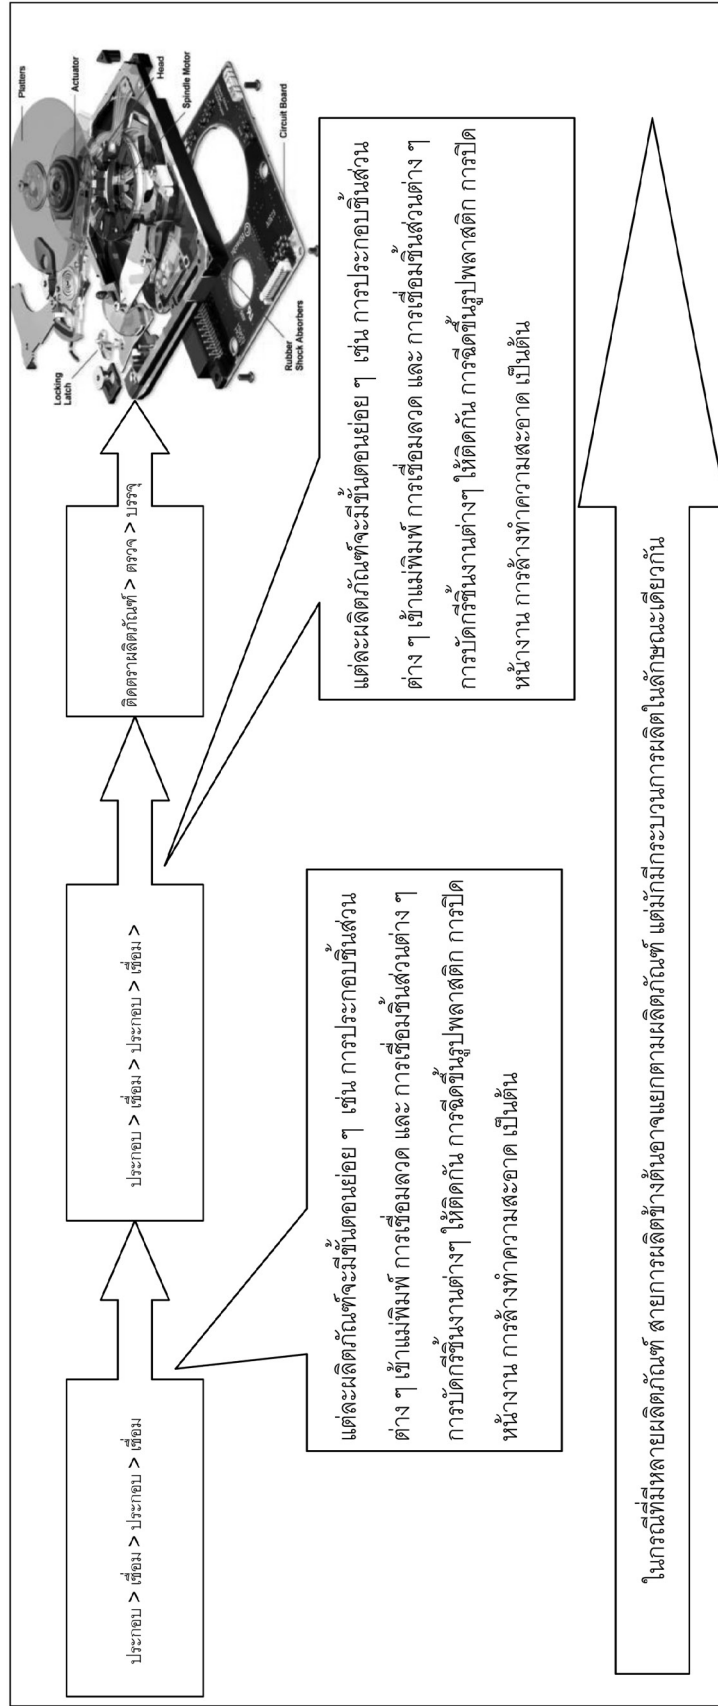 ประกอบ > เชื่อม > ประกอบ > เชื่อม
ประกอบ > เชื่อม > ประกอบ > เชื่อม >
ติดตราผลิตภัณฑ์ > ตรวจ > บรรจุ
Platters
Actuator
Head
Spindle Motor
Circuit Board
Locking
Latch
Rubber
Shock Absorbers
แต่ละผลิตภัณฑ์จะมีขั้นตอนย่อย ๆ เช่น การประกอบชิ้นส่วน
ต่าง ๆ เข้าแม่พิมพ์ การเชื่อมลวด และ การเชื่อมชิ้นส่วนต่าง ๆ
การบัดกรีชิ้นงานต่างๆ ให้ติดกัน การฉีดขึ้นรูปพลาสติก การปิด
หน้างาน การล้างทำความสะอาด เป็นต้น
แต่ละผลิตภัณฑ์จะมีขั้นตอนย่อย ๆ เช่น การประกอบชิ้นส่วน
ต่าง ๆ เข้าแม่พิมพ์ การเชื่อมลวด และ การเชื่อมชิ้นส่วนต่าง ๆ
การบัดกรีชิ้นงานต่างๆ ให้ติดกัน การฉีดขึ้นรูปพลาสติก การปิด
หน้างาน การล้างทำความสะอาด เป็นต้น
ในกรณีที่มีหลายผลิตภัณฑ์ สายการผลิตข้างต้นอาจแยกตามผลิตภัณฑ์ แต่มักมีกระบวนการผลิตในลักษณะเดียวกัน